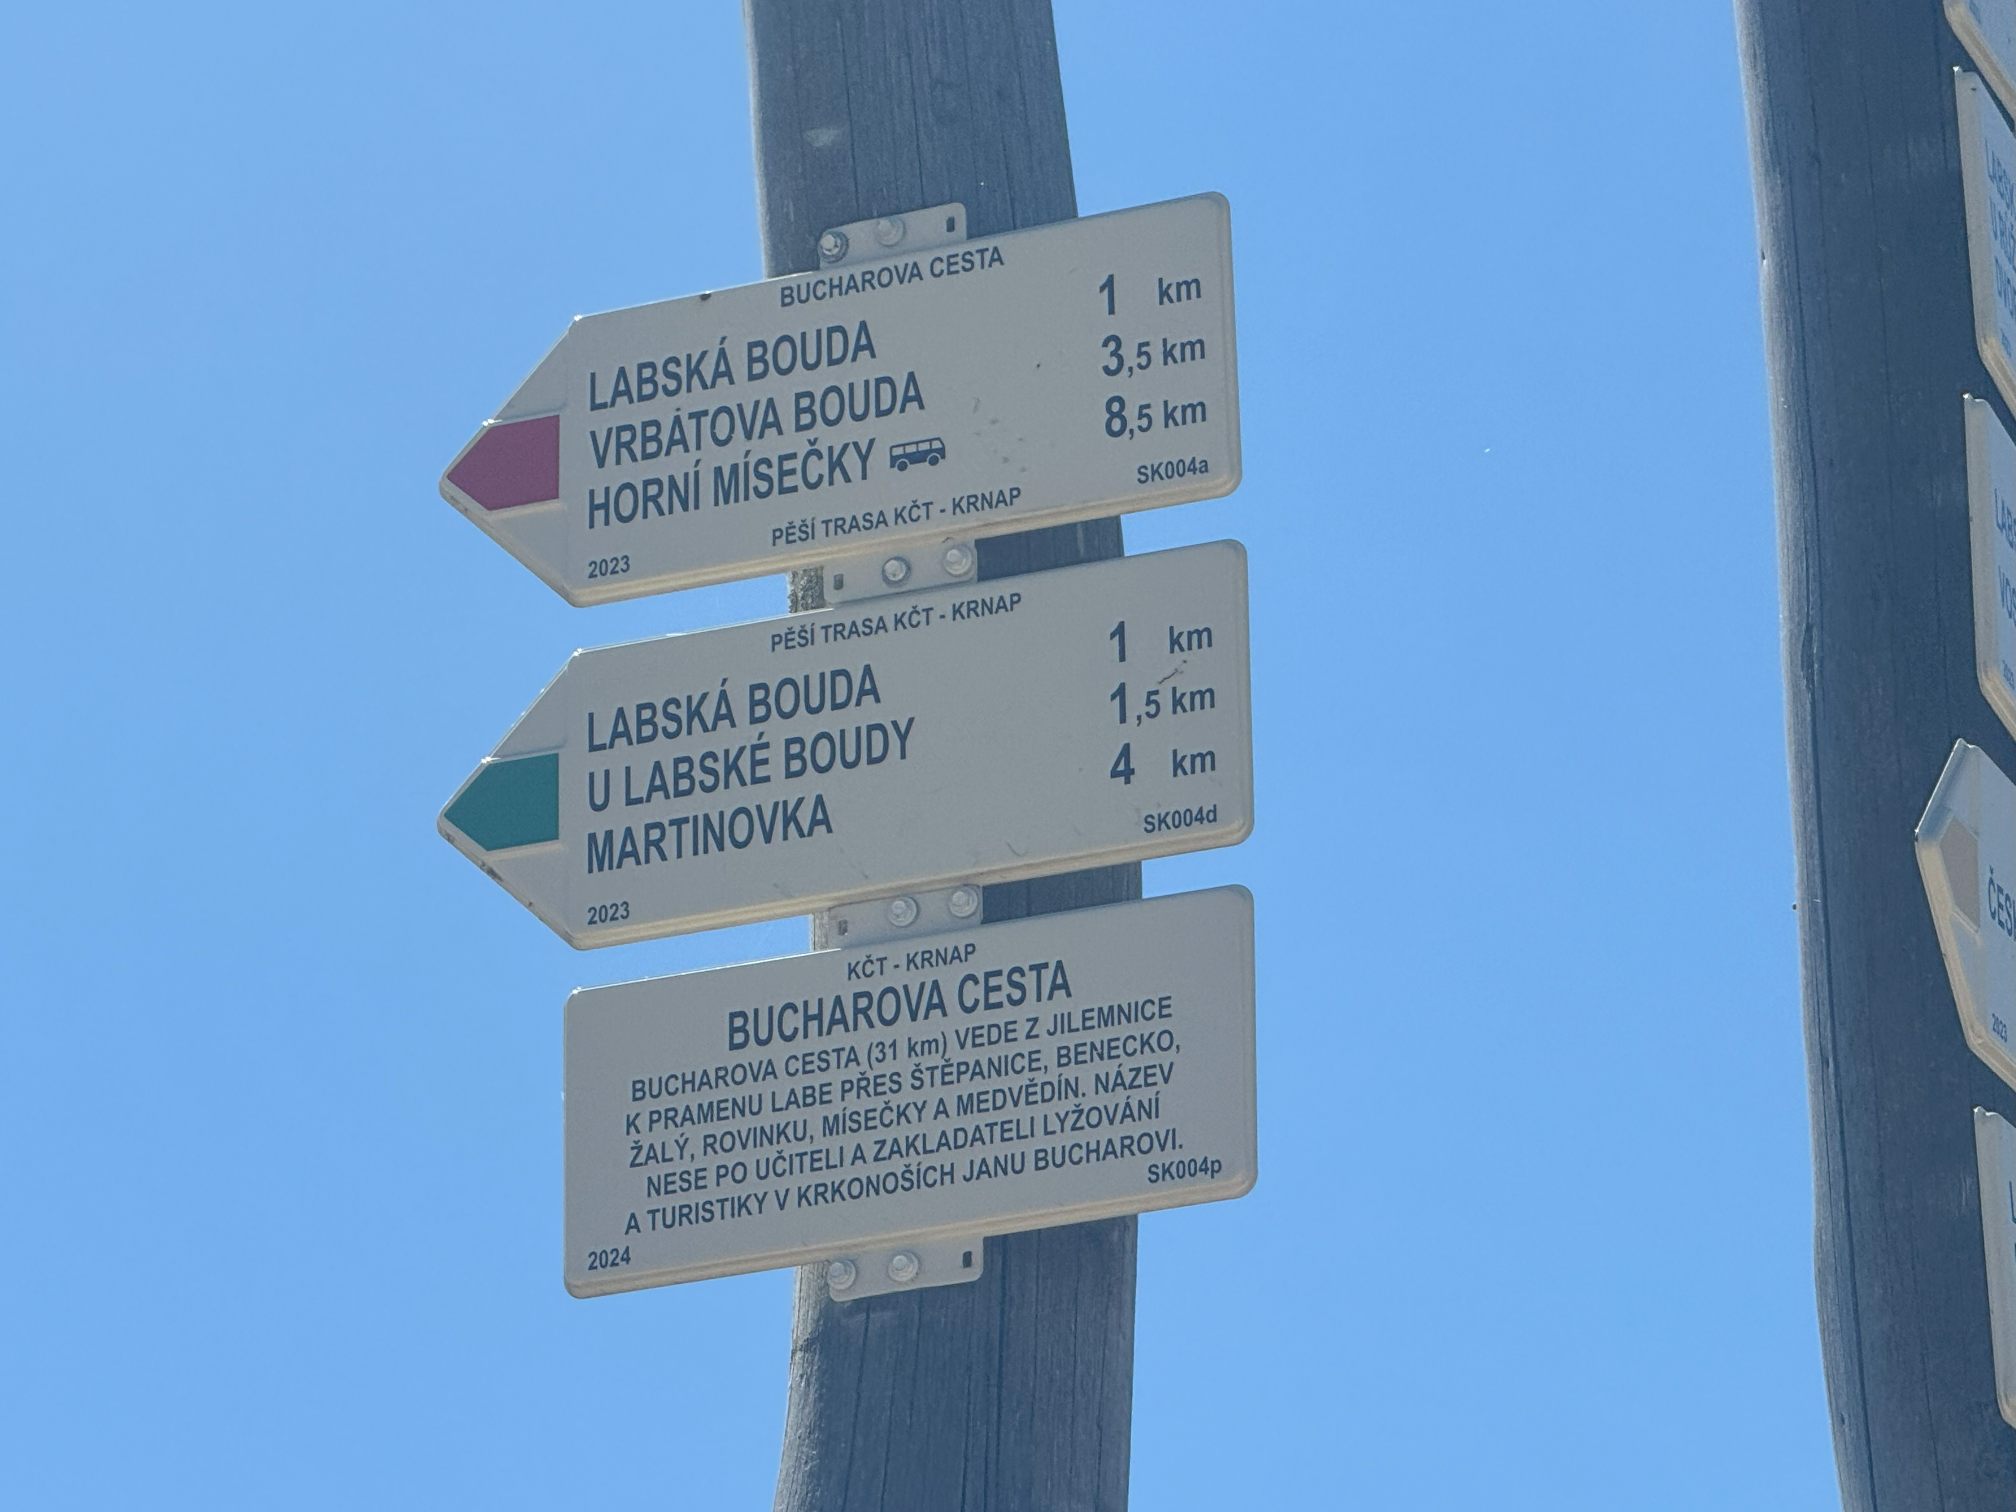 BUCHAROVA CESTA
LABSKÁ BOUDA 1 km
VRBATOVA BOUDA 3,5 km
HORNÍ MÍSEČKY 8,5 km
SK004a
PĚŠÍ TRASA KČT - KRNAP
2023
PĚŠÍ TRASA KČT - KRNAP
LABSKÁ BOUDA 1 km
U LABSKÉ BOUDY 1,5 km
MARTINOVKA 4 km
SK004d
2023
KČT - KRNAP
BUCHAROVA CESTA
BUCHAROVA CESTA (31 km) VEDE Z JILEMNICE
K PRAMENU LABE PŘES ŠTĚPANICE, BENECKO,
ŽALÝ, ROVINKU, MÍSEČKY A MEDVĚDÍN. NÁZEV
NESE PO UČITELI A ZAKLADATELI LYŽOVÁNÍ
A TURISTIKY V KRKONOŠÍCH JANU BUCHAROVI.
SK004p
2024
2023